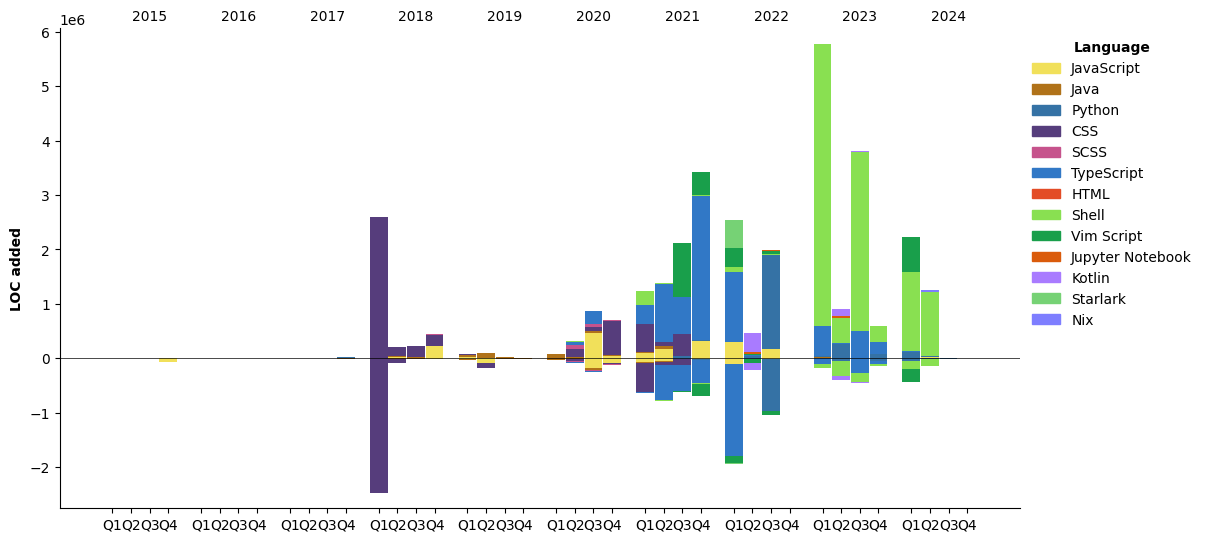 1e6
2015 2016 2017 2018 2019 2020 2021 2022 2023 2024
Language
JavaScript
Java
Python
CSS
SCSS
TypeScript
HTML
Shell
Vim Script
Jupyter Notebook
Kotlin
Starlark
Nix
LOC added
6
5
4
3
2
1
0
−1
−2
Q1Q2Q3Q4 Q1Q2Q3Q4 Q1Q2Q3Q4 Q1Q2Q3Q4 Q1Q2Q3Q4 Q1Q2Q3Q4 Q1Q2Q3Q4 Q1Q2Q3Q4 Q1Q2Q3Q4 Q1Q2Q3Q4